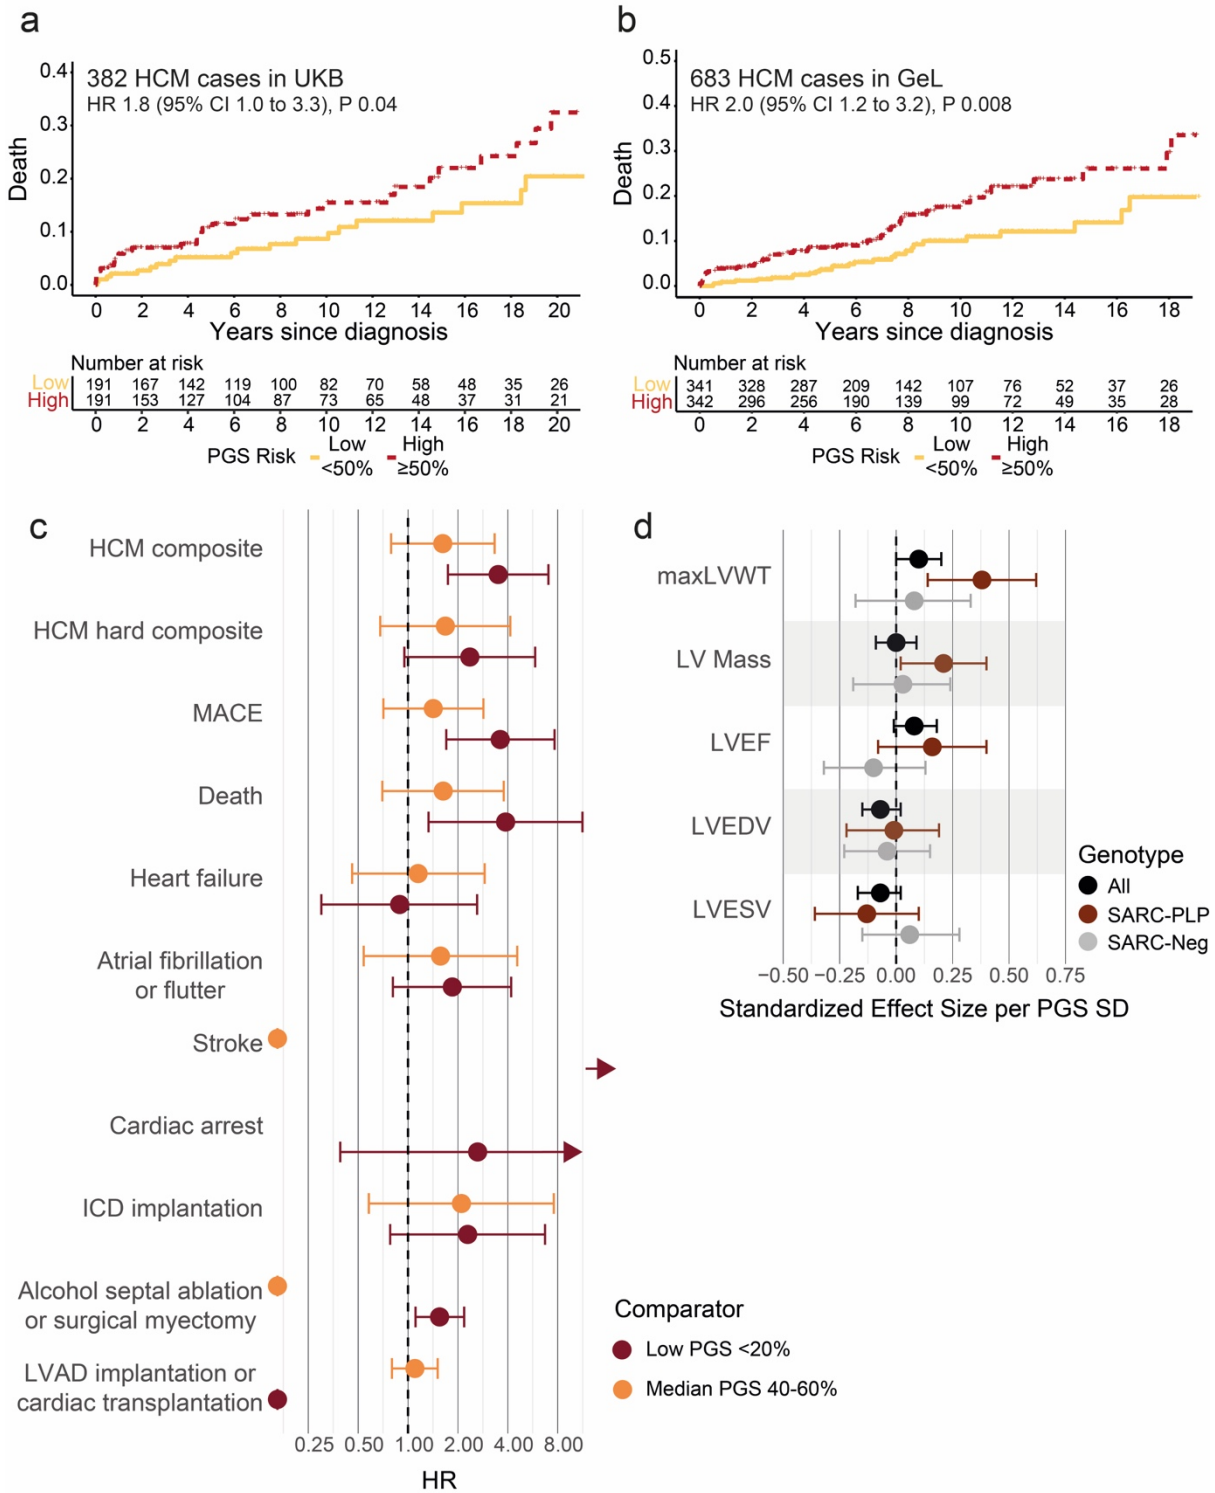 a
382 HCM cases in UKB
HR 1.8 (95% CI 1.0 to 3.3), P 0.04
Death
0.4
0.3
0.2
0.1
0.0
0 2 4 6 8 10 12 14 16 18 20
Years since diagnosis
Number at risk
Low 191 167 142 119 100 82 70 58 48 35 26
High 191 153 127 104 87 73 65 48 37 31 21
0 2 4 6 8 10 12 14 16 18 20
PGS Risk Low <50% High ≥50%
b
683 HCM cases in GeL
HR 2.0 (95% CI 1.2 to 3.2), P 0.008
Death
0.5
0.4
0.3
0.2
0.1
0.0
0 2 4 6 8 10 12 14 16 18
Years since diagnosis
Number at risk
Low 341 328 287 209 142 107 76 52 37 26
High 342 296 256 190 139 99 72 49 35 28
0 2 4 6 8 10 12 14 16 18
PGS Risk Low <50% High ≥50%
c
HCM composite
HCM hard composite
MACE
Death
Heart failure
Atrial fibrillation
or flutter
Stroke
Cardiac arrest
ICD implantation
Alcohol septal ablation
or surgical myectomy
LVAD implantation or
cardiac transplantation
0.25 0.50 1.00 2.00 4.00 8.00
HR
Comparator
Low PGS <20%
Median PGS 40-60%
d
maxLVWT
LV Mass
LVEF
LVEDV
LVESV
−0.50 −0.25 0.00 0.25 0.50 0.75
Standardized Effect Size per PGS SD
Genotype
All
SARC-PLP
SARC-Neg